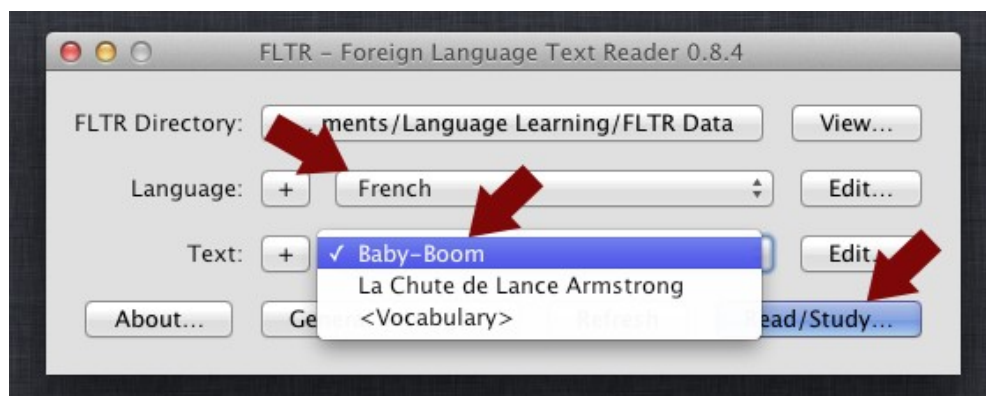 FLTR – Foreign Language Text Reader 0.8.4
FLTR Directory: ... ments/Language Learning/FLTR Data View...
Language: + French Edit...
Text: + ✓ Baby-Boom Edit...
La Chute de Lance Armstrong
About... <Vocabulary> Refresh Read/Study...